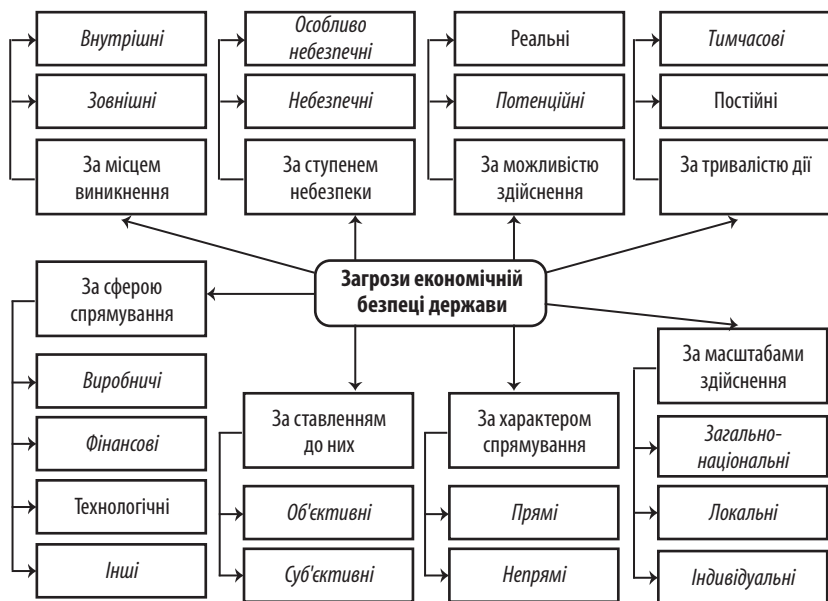 Внутрішні
Зовнішні
За місцем
виникнення
Особливо
небезпечні
Небезпечні
За ступенем
небезпеки
Реальні
Потенційні
За можливістю
здійснення
Тимчасові
Постійні
За тривалістю дії
Загрози економічній
безпеці держави
За сферою
спрямування
Виробничі
Фінансові
Технологічні
Інші
За ставленням
до них
Об'єктивні
Суб'єктивні
За характером
спрямування
Прямі
Непрямі
За масштабами
здійснення
Загально-
національні
Локальні
Індивідуальні